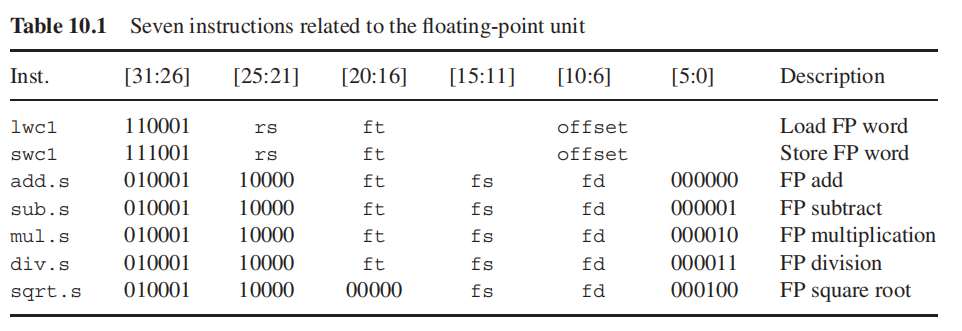 Table 10.1 Seven instructions related to the floating-point unit
Inst. [31:26] [25:21] [20:16] [15:11] [10:6] [5:0] Description
lwc1 110001 rs ft offset Load FP word
swc1 111001 rs ft offset Store FP word
add.s 010001 10000 ft fs fd 000000 FP add
sub.s 010001 10000 ft fs fd 000001 FP subtract
mul.s 010001 10000 ft fs fd 000010 FP multiplication
div.s 010001 10000 ft fs fd 000011 FP division
sqrt.s 010001 10000 00000 fs fd 000100 FP square root